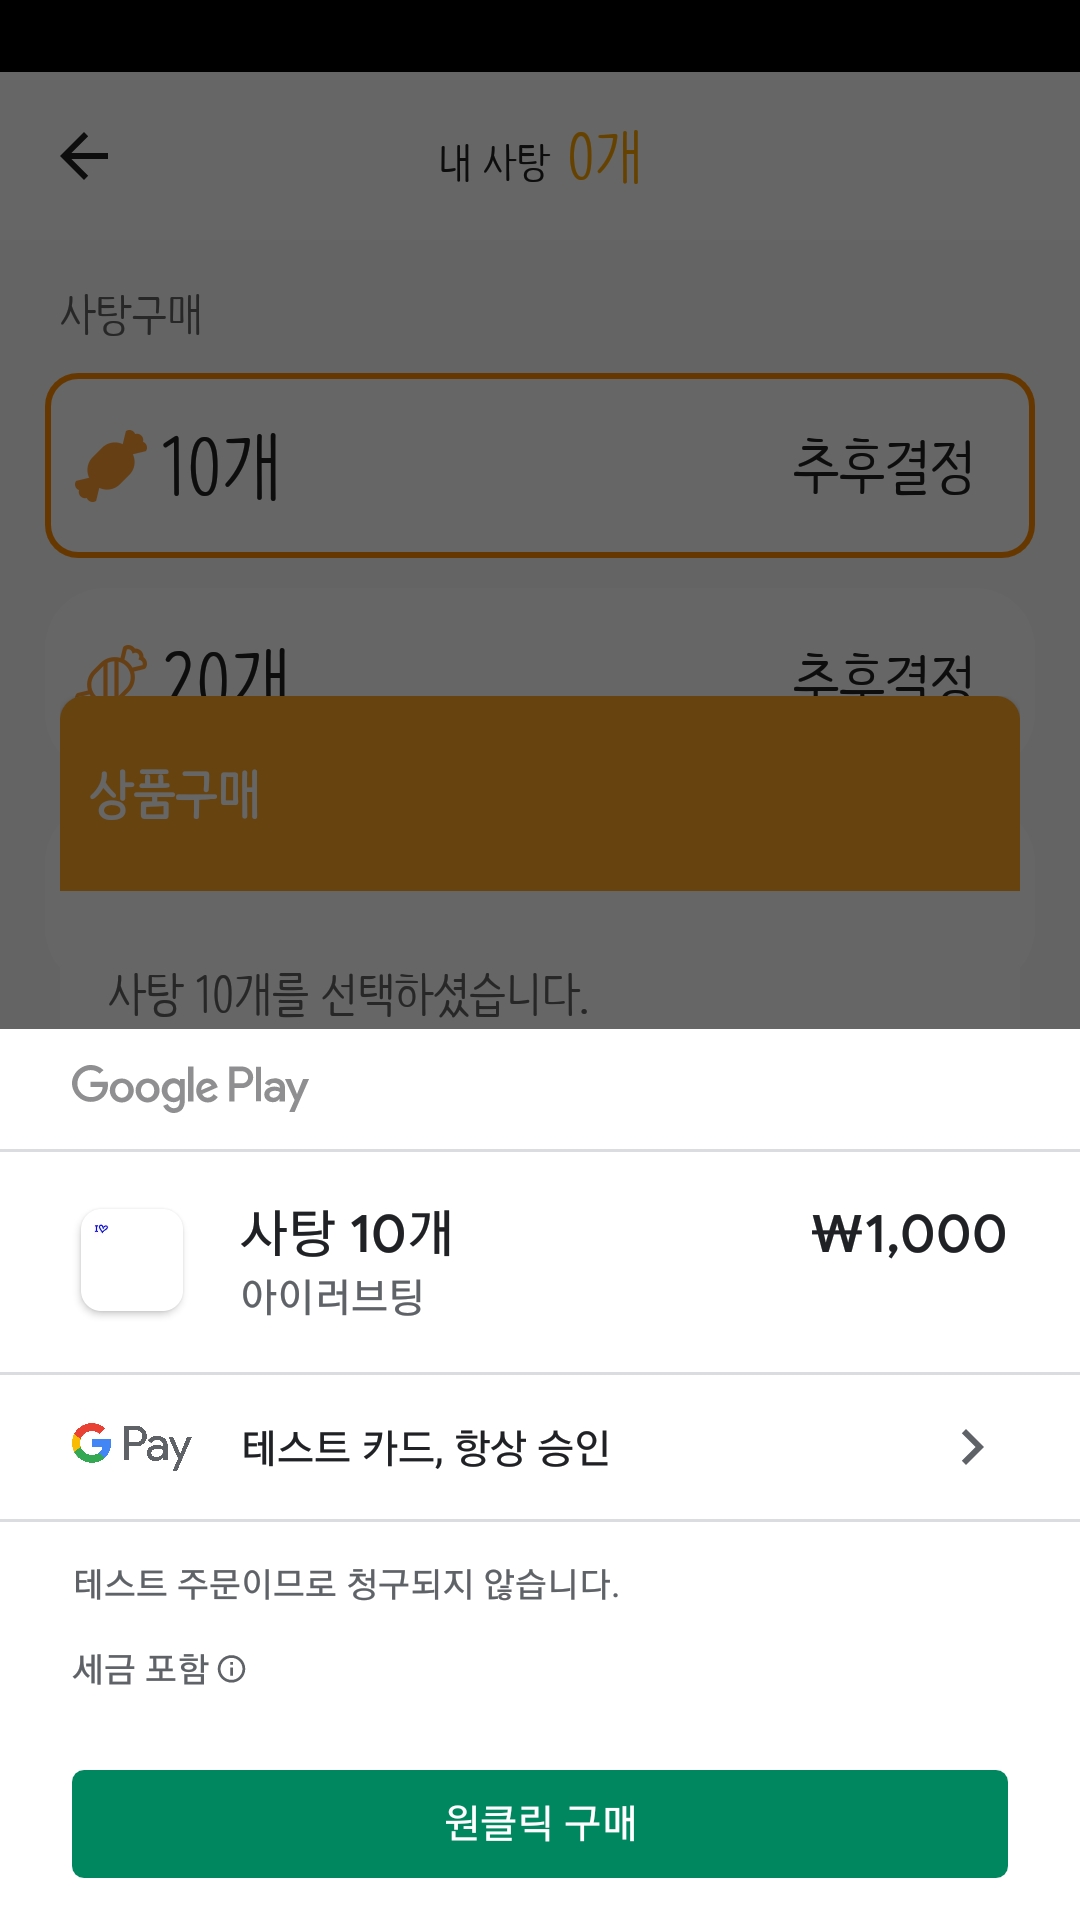 내 사탕 0개
사탕구매
10개 추후결정
20개 추후결정
상품구매
사탕 10개를 선택하셨습니다.
Google Play
I
사탕 10개 ₩1,000
아이러브팅
G Pay 테스트 카드, 항상 승인
테스트 주문이므로 청구되지 않습니다.
세금 포함
원클릭 구매